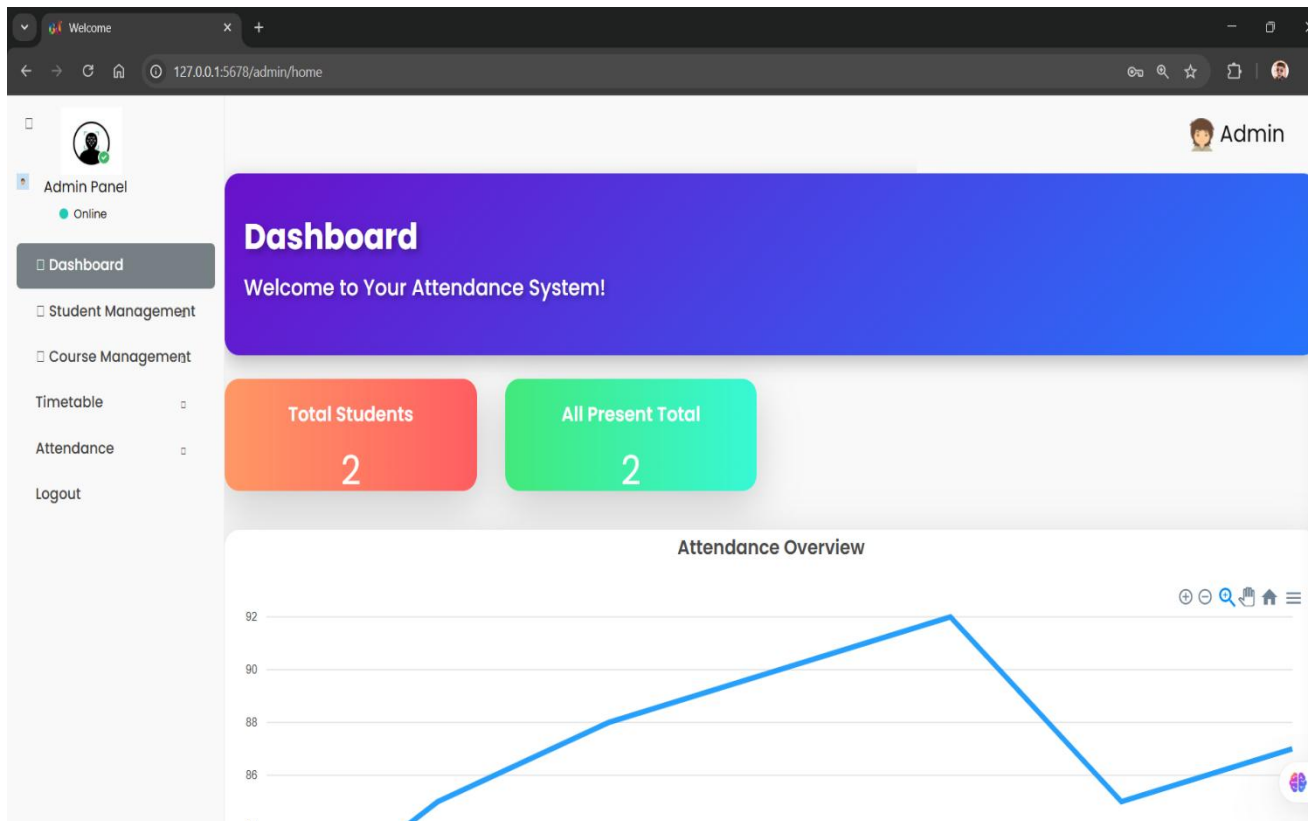 Welcome
127.0.0.1:5678/admin/home
Admin
Admin Panel
Online
Dashboard
Student Management
Course Management
Timetable
Attendance
Logout
Dashboard
Welcome to Your Attendance System!
Total Students
2
All Present Total
2
Attendance Overview
92
90
88
86